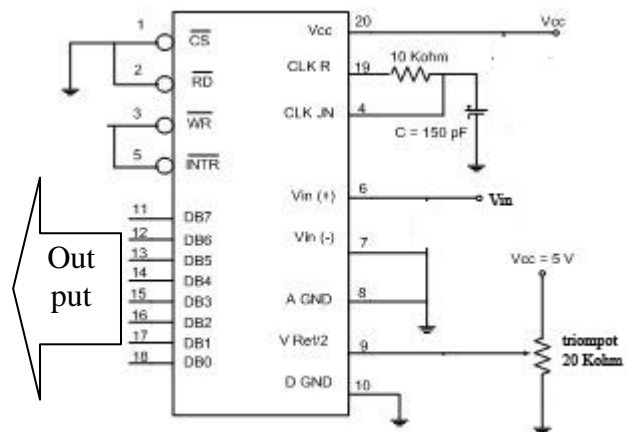 1
CS
2
RD
3
WR
5
INTR
11 DB7
12 DB6
13 DB5
14 DB4
15 DB3
16 DB2
17 DB1
18 DB0
Out
put
Vcc 20 Vcc
CLK R 19 10 Kohm
CLK JN 4
C = 150 pF
Vin (+) 6 Vin
Vin (-) 7
A GND 8
V Ref/2 9
D GND 10
Vcc = 5 V
triompot
20 Kohm